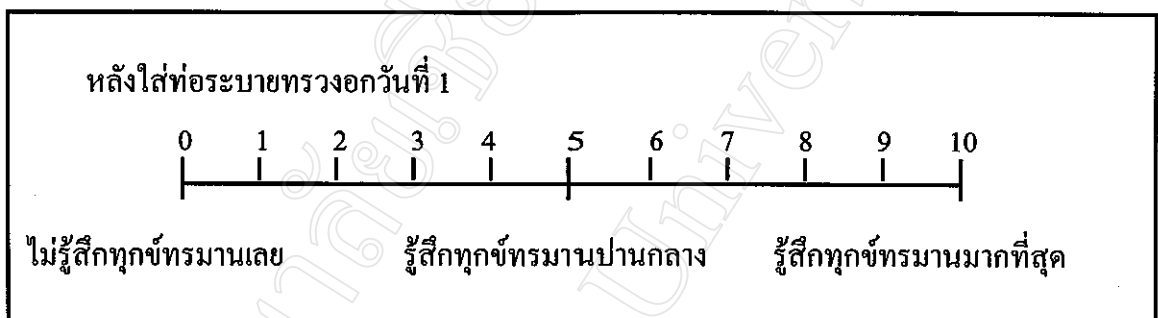 หลังใส่ท่อระบายทรวงอกวันที่ 1
0 1 2 3 4 5 6 7 8 9 10
ไม่รู้สึกทุกข์ทรมานเลย รู้สึกทุกข์ทรมานปานกลาง รู้สึกทุกข์ทรมานมากที่สุด